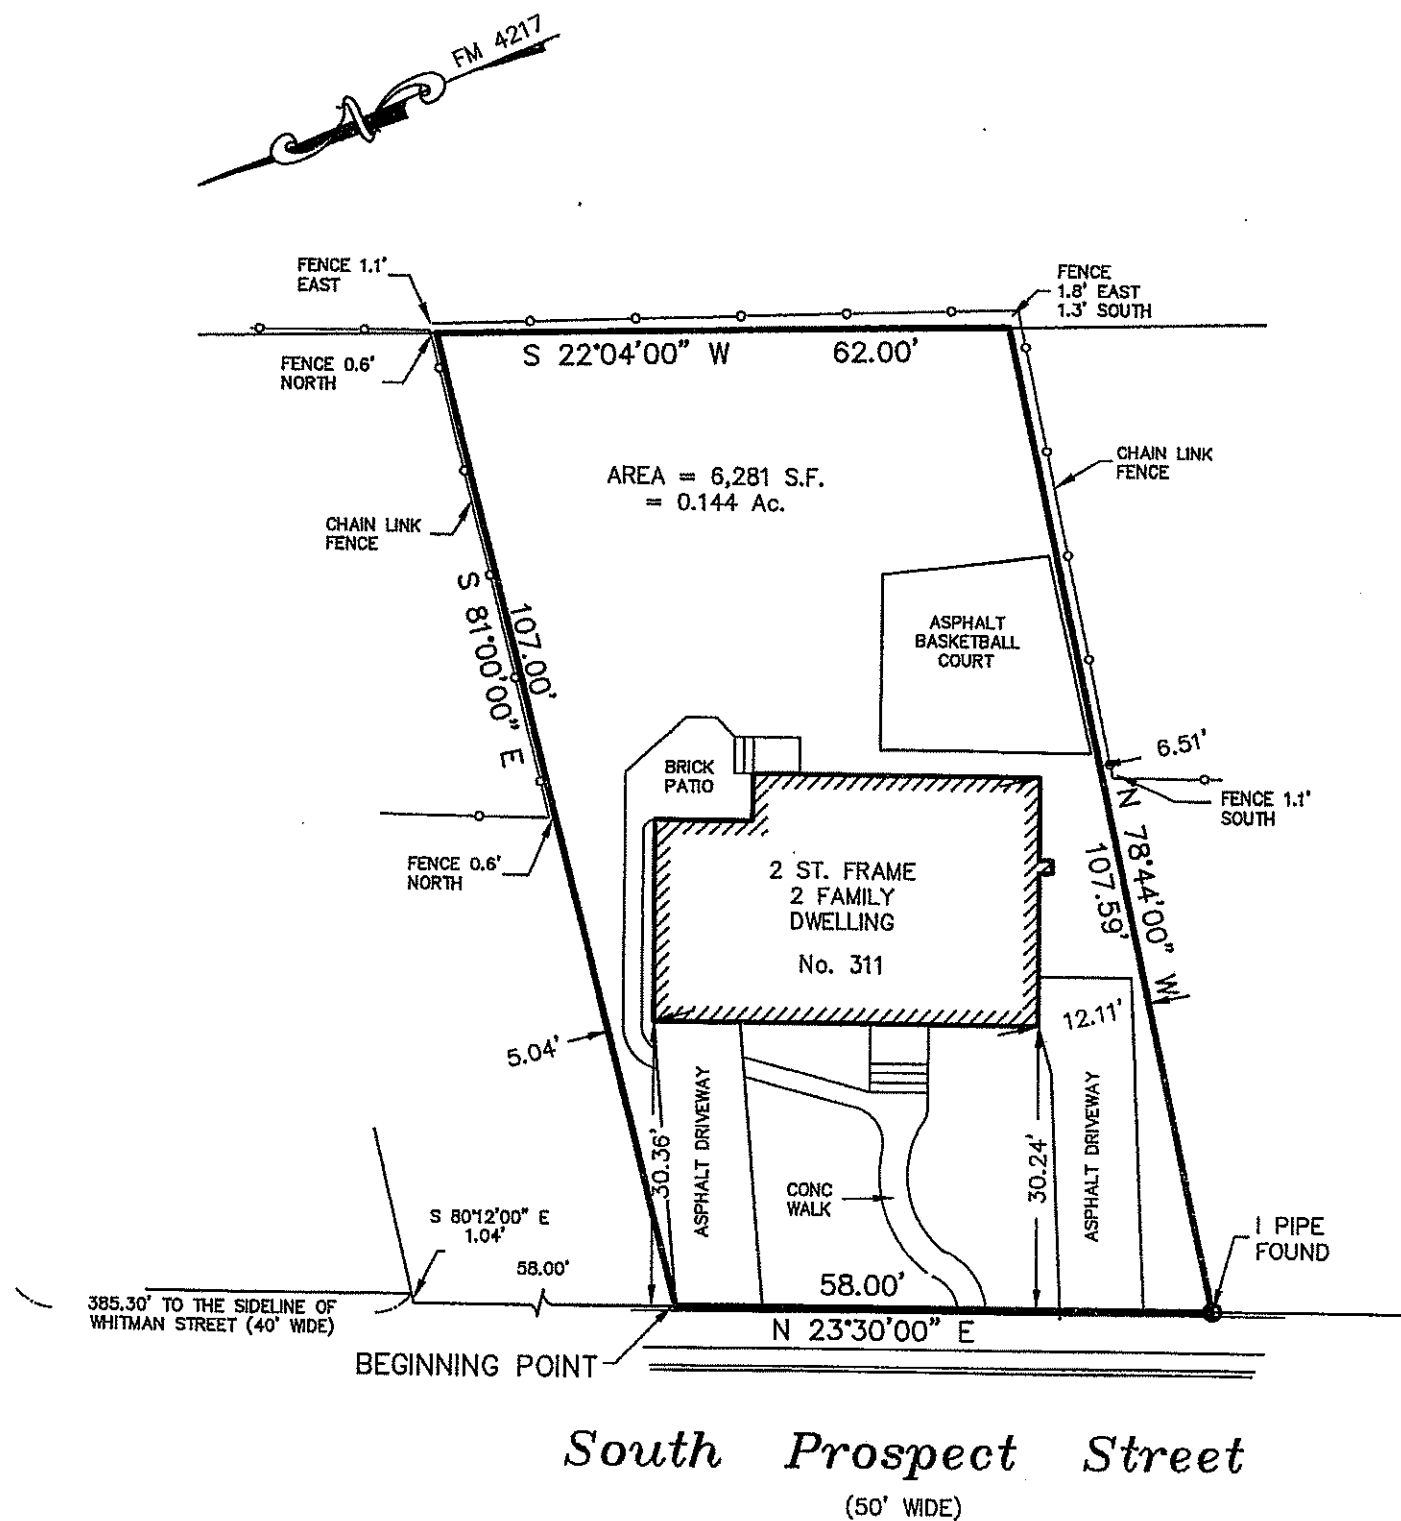 FM 4217
FENCE 1.1'
EAST
FENCE
1.8' EAST
1.3' SOUTH
S 22°04'00" W 62.00'
FENCE 0.6'
NORTH
AREA = 6,281 S.F.
= 0.144 Ac.
CHAIN LINK
FENCE
CHAIN LINK
FENCE
S 81°00'00" E
107.00'
ASPHALT
BASKETBALL
COURT
6.51'
BRICK
PATIO
FENCE 1.1'
SOUTH
N 78°44'00" W
107.59'
FENCE 0.6'
NORTH
2 ST. FRAME
2 FAMILY
DWELLING
No. 311
12.11'
5.04'
30.36'
ASPHALT DRIVEWAY
30.24'
ASPHALT DRIVEWAY
CONC
WALK
S 80°12'00" E
1.04'
I PIPE
FOUND
58.00'
58.00'
385.30' TO THE SIDELINE OF
WHITMAN STREET (40' WIDE)
N 23°30'00" E
BEGINNING POINT
South Prospect Street
(50' WIDE)